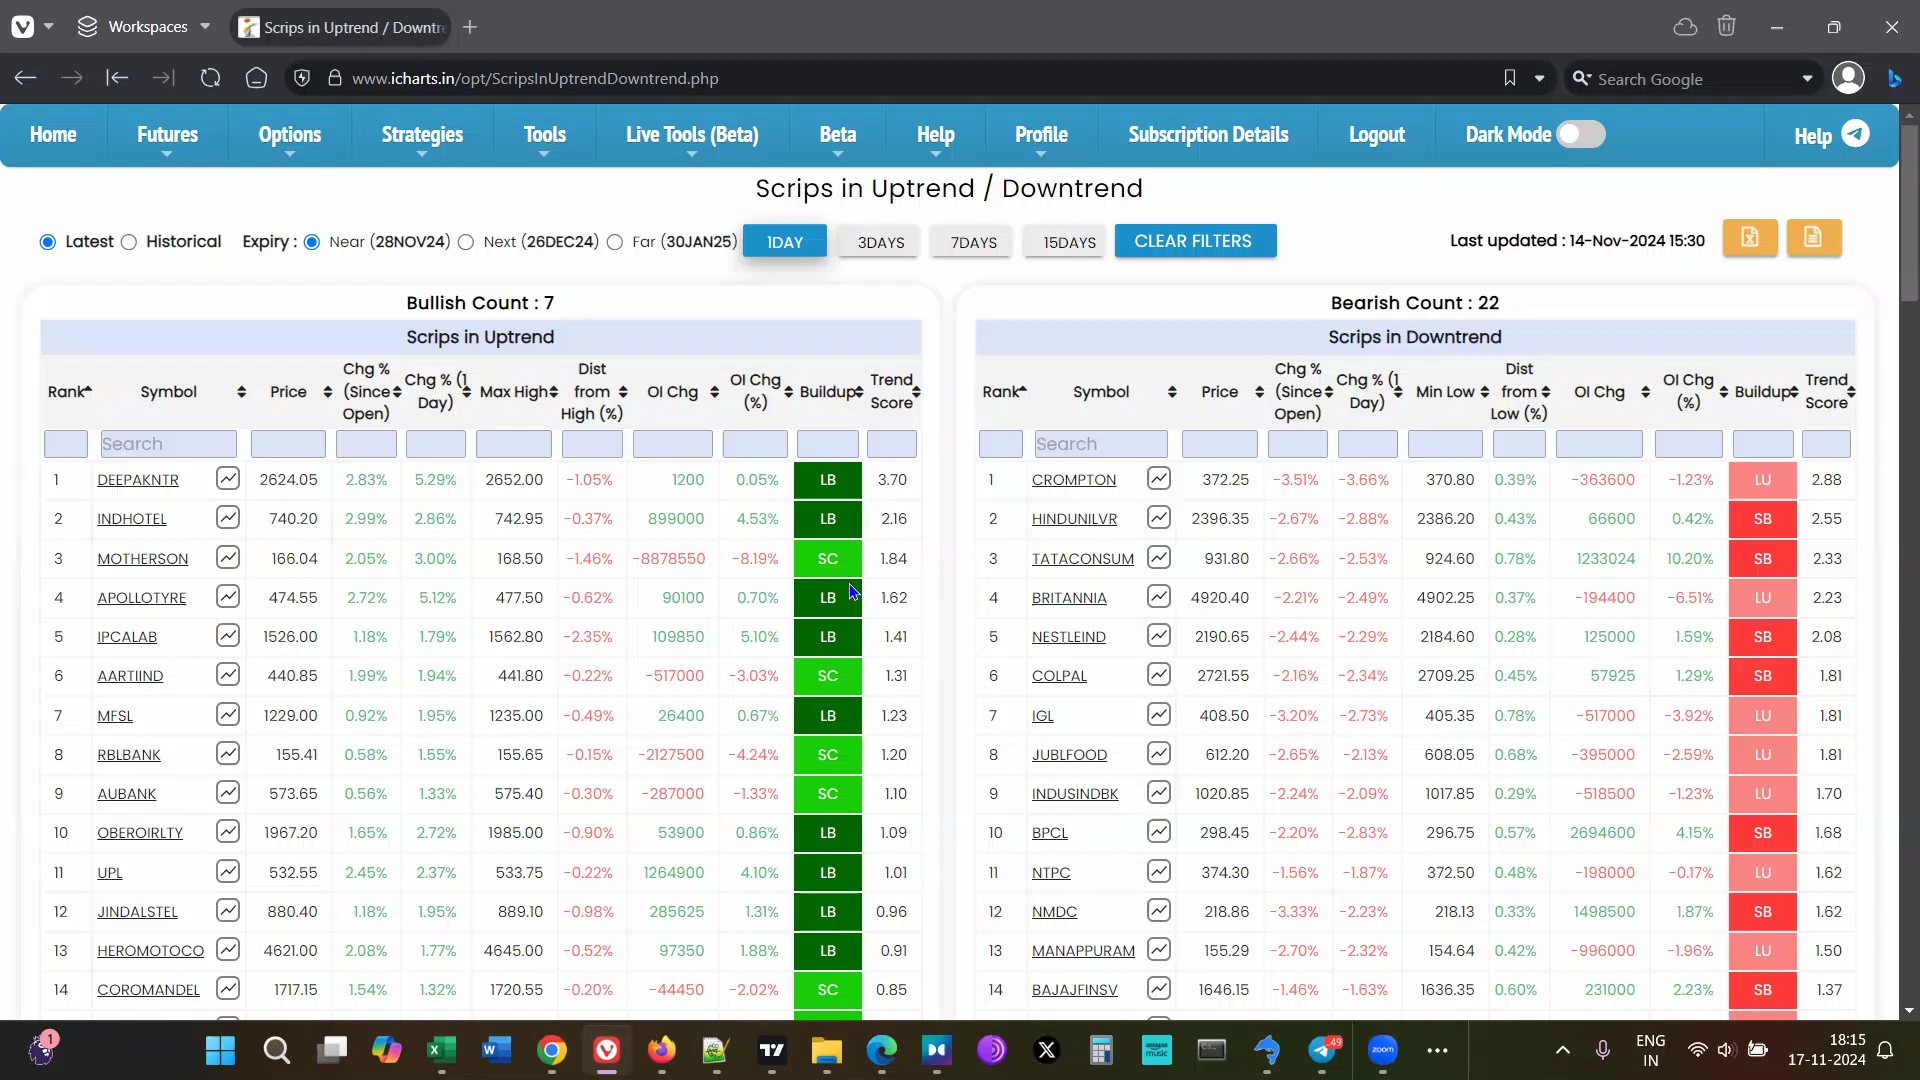 Workspaces
Scrips in Uptrend / Downtre
www.icharts.in/opt/ScripsInUptrendDowntrend.php
Search Google
Home Futures Options Strategies Tools Live Tools (Beta) Beta Help Profile Subscription Details Logout Dark Mode Help
Scrips in Uptrend / Downtrend
Latest Historical Expiry : Near (28NOV24) Next (26DEC24) Far (30JAN25) 1DAY 3DAYS 7DAYS 15DAYS CLEAR FILTERS Last updated : 14-Nov-2024 15:30
Bullish Count : 7
Scrips in Uptrend
Rank Symbol Price Chg % (Since Open) Chg % (1 Day) Max High Dist from High (%) OI Chg OI Chg (%) Buildup Trend Score
Search
1 DEEPAKNTR 2624.05 2.83% 5.29% 2652.00 -1.05% 1200 0.05% LB 3.70
2 INDHOTEL 740.20 2.99% 2.86% 742.95 -0.37% 899000 4.53% LB 2.16
3 MOTHERSON 166.04 2.05% 3.00% 168.50 -1.46% -8878550 -8.19% SC 1.84
4 APOLLOTYRE 474.55 2.72% 5.12% 477.50 -0.62% 90100 0.70% LB 1.62
5 IPCALAB 1526.00 1.18% 1.79% 1562.80 -2.35% 109850 5.10% LB 1.41
6 AARTIIND 440.85 1.99% 1.94% 441.80 -0.22% -517000 -3.03% SC 1.31
7 MFSL 1229.00 0.92% 1.95% 1235.00 -0.49% 26400 0.67% LB 1.23
8 RBLBANK 155.41 0.58% 1.55% 155.65 -0.15% -2127500 -4.24% SC 1.20
9 AUBANK 573.65 0.56% 1.33% 575.40 -0.30% -287000 -1.33% SC 1.10
10 OBEROIRLTY 1967.20 1.65% 2.72% 1985.00 -0.90% 53900 0.86% LB 1.09
11 UPL 532.55 2.45% 2.37% 533.75 -0.22% 1264900 4.10% LB 1.01
12 JINDALSTEL 880.40 1.18% 1.95% 889.10 -0.98% 285625 1.31% LB 0.96
13 HEROMOTOCO 4621.00 2.08% 1.77% 4645.00 -0.52% 97350 1.88% LB 0.91
14 COROMANDEL 1717.15 1.54% 1.32% 1720.55 -0.20% -44450 -2.02% SC 0.85
Bearish Count : 22
Scrips in Downtrend
Rank Symbol Price Chg % (Since Open) Chg % (1 Day) Min Low Dist from Low (%) OI Chg OI Chg (%) Buildup Trend Score
Search
1 CROMPTON 372.25 -3.51% -3.66% 370.80 0.39% -363600 -1.23% LU 2.88
2 HINDUNILVR 2396.35 -2.67% -2.88% 2386.20 0.43% 66600 0.42% SB 2.55
3 TATACONSUM 931.80 -2.66% -2.53% 924.60 0.78% 1233024 10.20% SB 2.33
4 BRITANNIA 4920.40 -2.21% -2.49% 4902.25 0.37% -194400 -6.51% LU 2.23
5 NESTLEIND 2190.65 -2.44% -2.29% 2184.60 0.28% 125000 1.59% SB 2.08
6 COLPAL 2721.55 -2.16% -2.34% 2709.25 0.45% 57925 1.29% SB 1.81
7 IGL 408.50 -3.20% -2.73% 405.35 0.78% -517000 -3.92% LU 1.81
8 JUBLFOOD 612.20 -2.65% -2.13% 608.05 0.68% -395000 -2.59% LU 1.81
9 INDUSINDBK 1020.85 -2.24% -2.09% 1017.85 0.29% -518500 -1.23% LU 1.70
10 BPCL 298.45 -2.20% -2.83% 296.75 0.57% 2694600 4.15% SB 1.68
11 NTPC 374.30 -1.56% -1.87% 372.50 0.48% -198000 -0.17% LU 1.62
12 NMDC 218.86 -3.33% -2.23% 218.13 0.33% 1498500 1.87% SB 1.62
13 MANAPPURAM 155.29 -2.70% -2.32% 154.64 0.42% -996000 -1.96% LU 1.50
14 BAJAJFINSV 1646.15 -1.46% -1.63% 1636.35 0.60% 231000 2.23% SB 1.37
1
amazon music
49
zoom
ENG
IN
18:15
17-11-2024